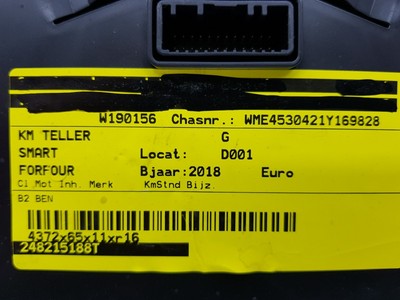 W190156 Chasnr.: WME4530421Y169828
KM TELLER G
SMART Locat: D001
FORFOUR Bjaar:2018 Euro
Cl Mot Inh. Merk KmStnd Bijz.
B2 BEN
4372x65x11xr16
248215188T